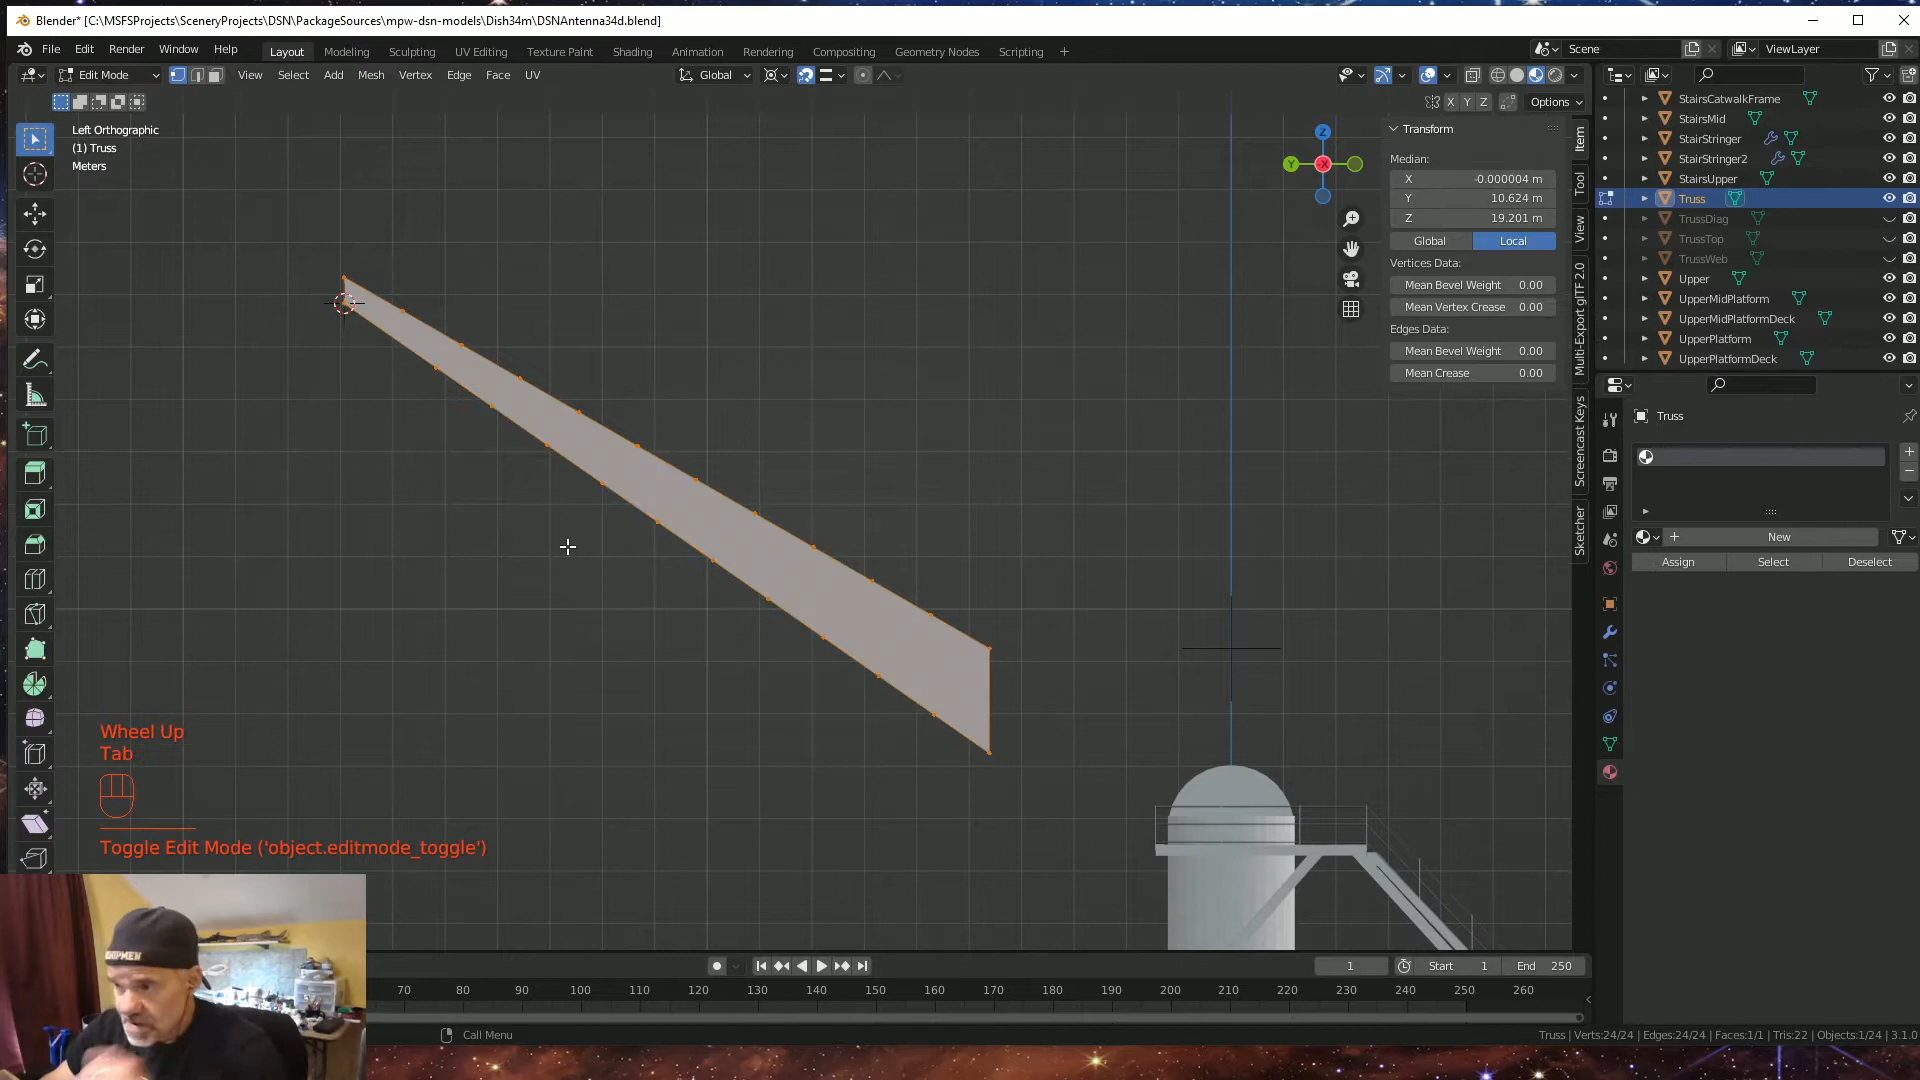 Blender* [C:\MSFSProjects\SceneryProjects\DSN\PackageSources\mpw-dsn-models\Dish34m\DSNAntenna34d.blend]
File Edit Render Window Help Layout Modeling Sculpting UV Editing Texture Paint Shading Animation Rendering Compositing Geometry Nodes Scripting + Scene ViewLayer
Edit Mode View Select Add Mesh Vertex Edge Face UV Global
X Y Z Options
Left Orthographic
(1) Truss
Meters
Z
Y
-X
Transform
Median:
X -0.000004 m
Y 10.624 m
Z 19.201 m
Global Local
Vertices Data:
Mean Bevel Weight 0.00
Mean Vertex Crease 0.00
Edges Data:
Mean Bevel Weight 0.00
Mean Crease 0.00
Item
Tool
View
Multi-Export glTF 2.0
Screencast Keys
Sketcher
StairsCatwalkFrame
StairsMid
StairStringer
StairStringer2
StairsUpper
Truss
TrussDiag
TrussTop
TrussWeb
Upper
UpperMidPlatform
UpperMidPlatformDeck
UpperPlatform
UpperPlatformDeck
Truss
New
Assign Select Deselect
Wheel Up
Tab
Toggle Edit Mode ('object.editmode_toggle')
1 Start 1 End 250
70 80 90 100 110 120 130 140 150 160 170 180 190 200 210 220 230 240 250 260
Call Menu
Truss | Verts:24/24 | Edges:24/24 | Faces:1/1 | Tris:22 | Objects:1/24 | 3.1.0